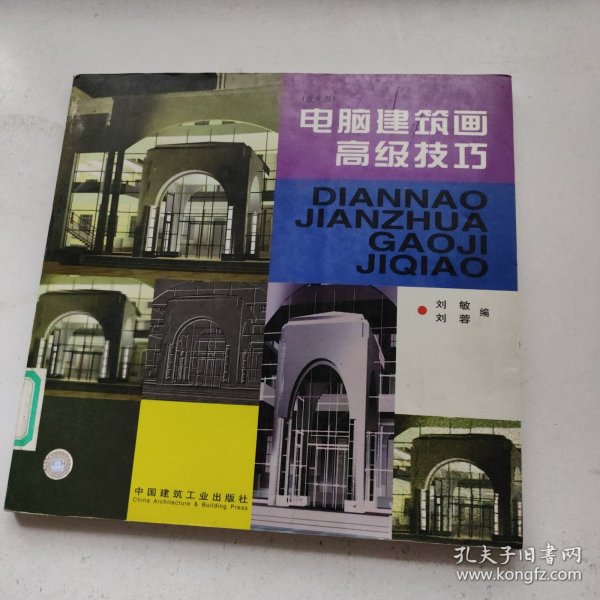 电脑建筑画
高级技巧
DIANNAO
JIANZHUA
GAOJI
JIQIAO
刘 敏
刘 蓉 编
中国建筑工业出版社
China Architecture & Building Press
孔夫子旧书网
www.kongfz.com